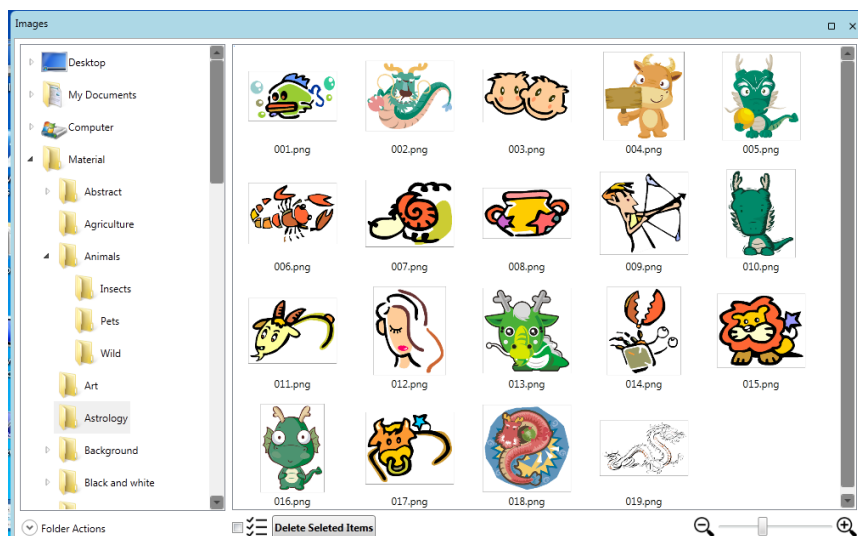 Images
Desktop
My Documents
Computer
Material
Abstract
Agriculture
Animals
Insects
Pets
Wild
Art
Astrology
Background
Black and white
Folder Actions
001.png 002.png 003.png 004.png 005.png
006.png 007.png 008.png 009.png 010.png
011.png 012.png 013.png 014.png 015.png
016.png 017.png 018.png 019.png
Delete Seleted Items